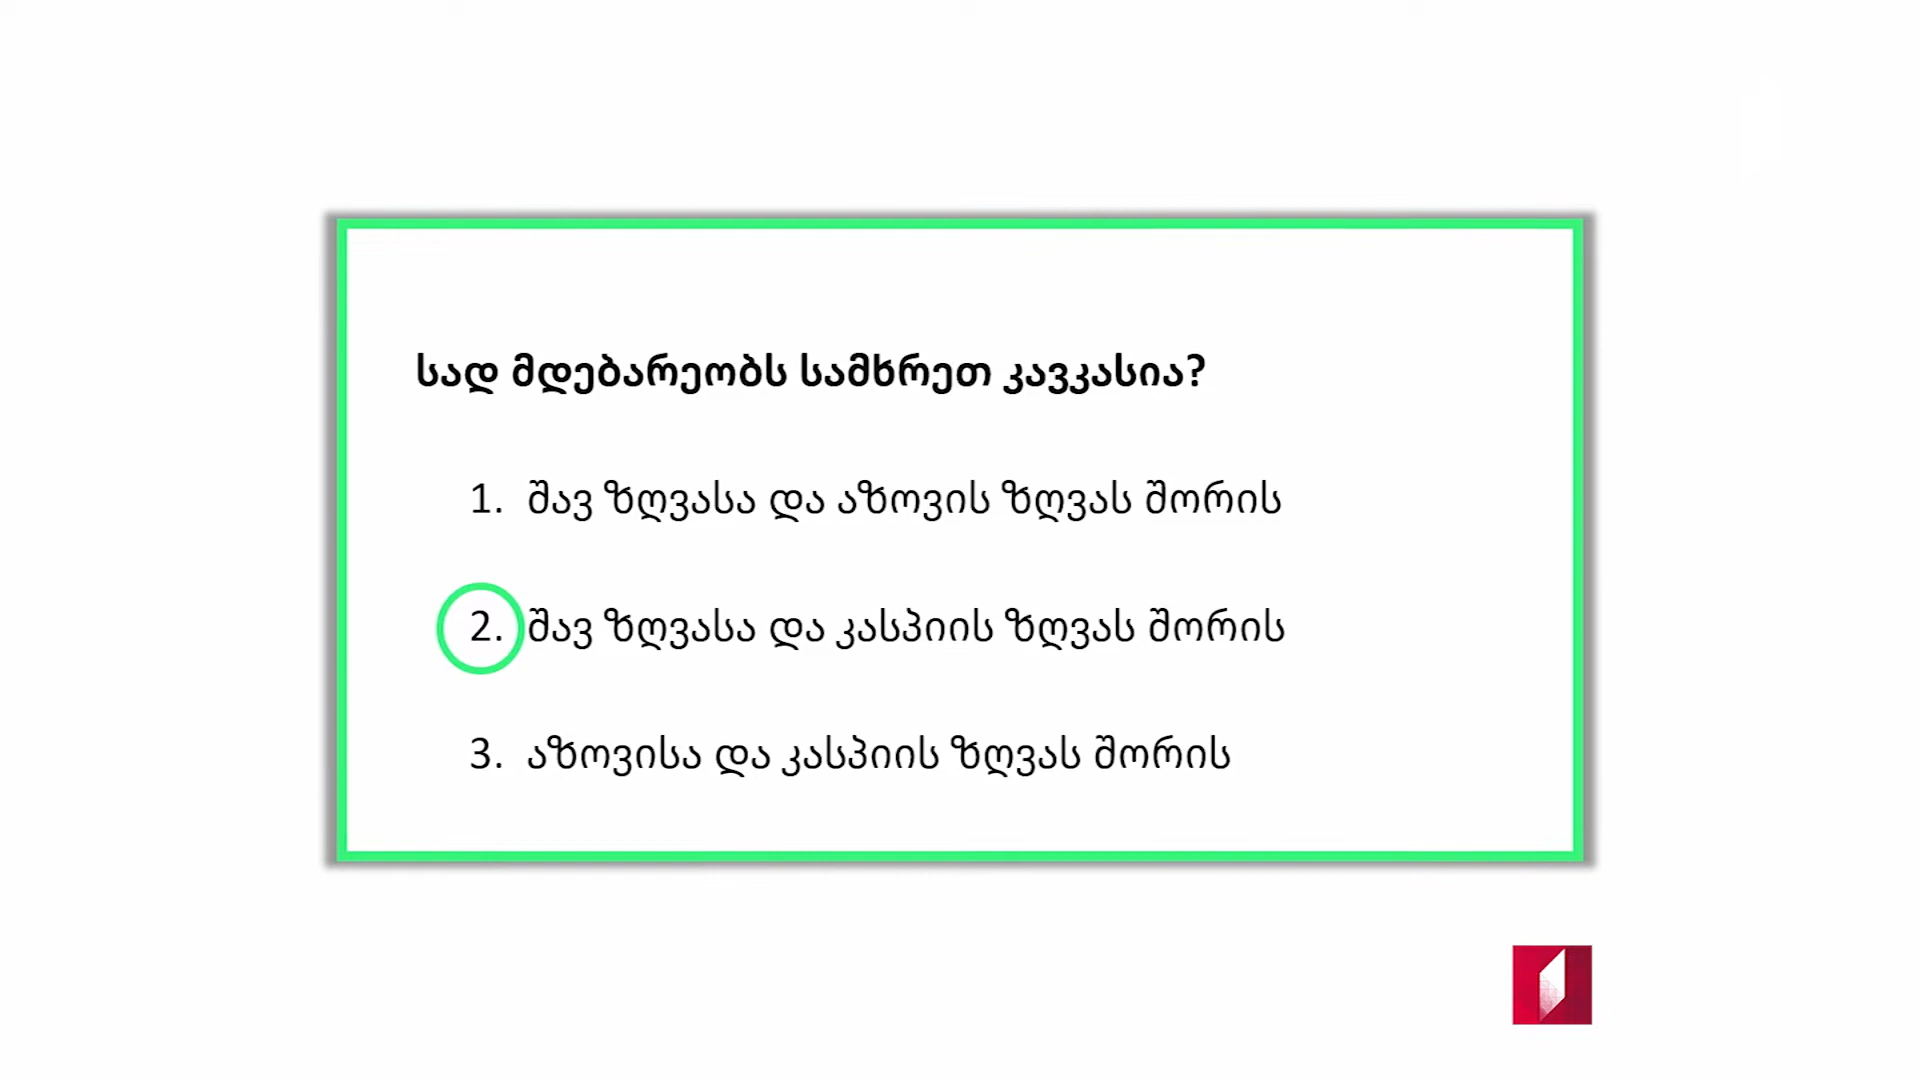 სად მდებარეობს სამხრეთ კავკასია?
1. შავ ზღვასა და აზოვის ზღვას შორის
2. შავ ზღვასა და კასპიის ზღვას შორის
3. აზოვისა და კასპიის ზღვას შორის